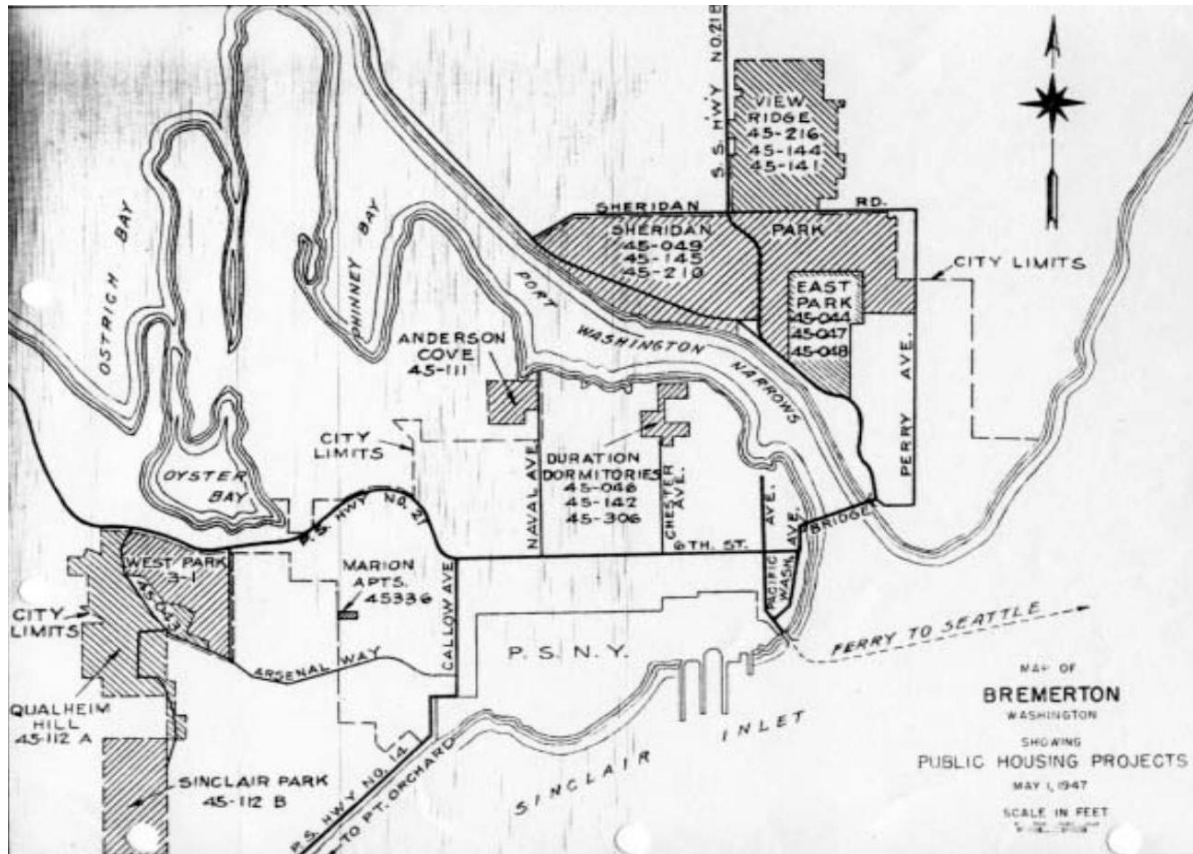 S. S. HWY NO. 21B
VIEW
RIDGE
45-216
45-144
45-141
SHERIDAN RD.
SHERIDAN
45-049
45-145
45-210
PARK
CITY LIMITS
EAST
PARK
45-044
45-047
45-048
PERRY AVE.
OSTRICH BAY
PHINNEY BAY
PORT WASHINGTON NARROWS
ANDERSON
COVE
45-111
CITY
LIMITS
OYSTER
BAY
DURATION
DORMITORIES
45-046
45-142
45-306
NAVAL AVE.
CHESTER AVE.
6TH. ST.
PACIFIC AVE.
WASH. AVE.
BRIDGE
P.S. HWY NO. 21
WEST PARK
3-1
45-043
MARION
APTS.
45336
CITY
LIMITS
CALLOW AVE
ARSENAL WAY
P. S. N. Y.
FERRY TO SEATTLE
QUALHEIM
HILL
45-112 A
SINCLAIR PARK
45-112 B
P. S. HWY NO. 14
TO PT. ORCHARD
SINCLAIR INLET
MAP OF
BREMERTON
WASHINGTON
SHOWING
PUBLIC HOUSING PROJECTS
MAY 1, 1947
SCALE IN FEET